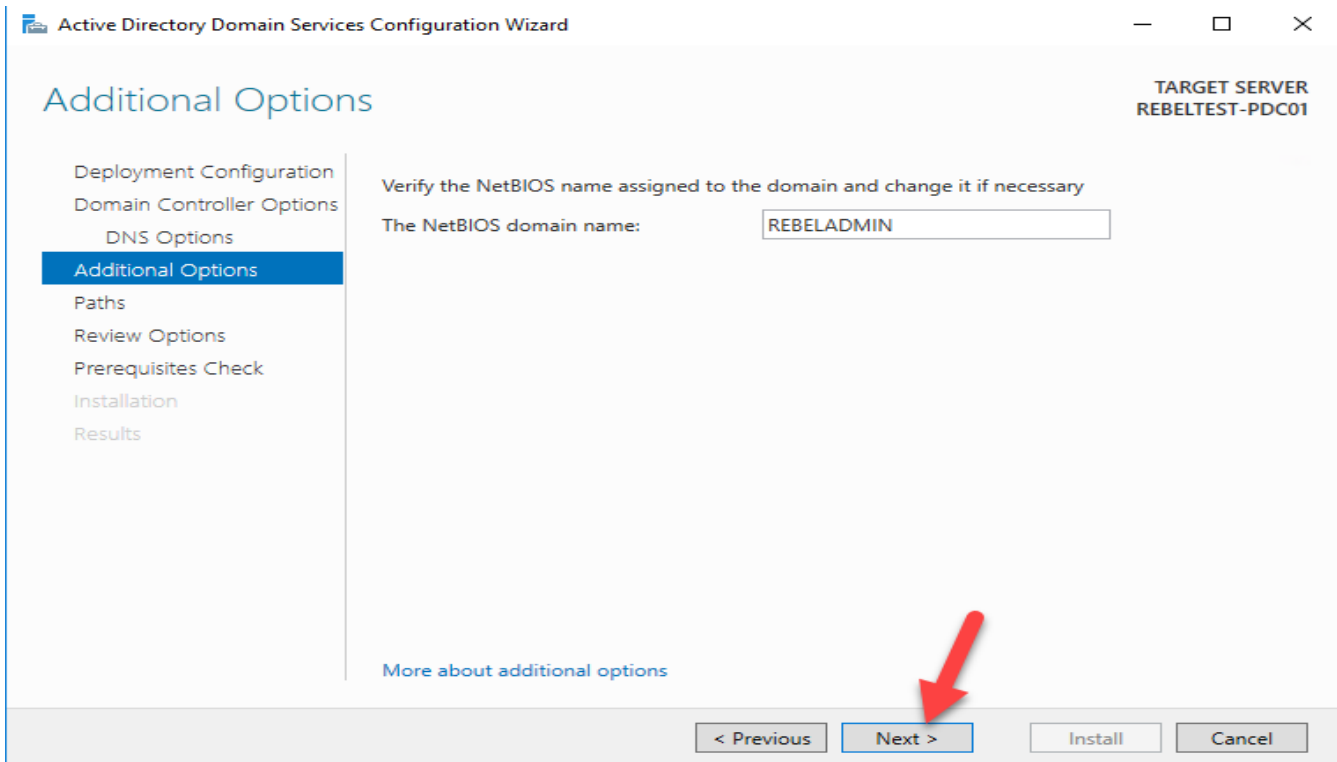 Active Directory Domain Services Configuration Wizard
Additional Options
TARGET SERVER
REBELTEST-PDC01
Deployment Configuration
Domain Controller Options
DNS Options
Additional Options
Paths
Review Options
Prerequisites Check
Installation
Results
Verify the NetBIOS name assigned to the domain and change it if necessary
The NetBIOS domain name: REBELADMIN
More about additional options
< Previous Next > Install Cancel